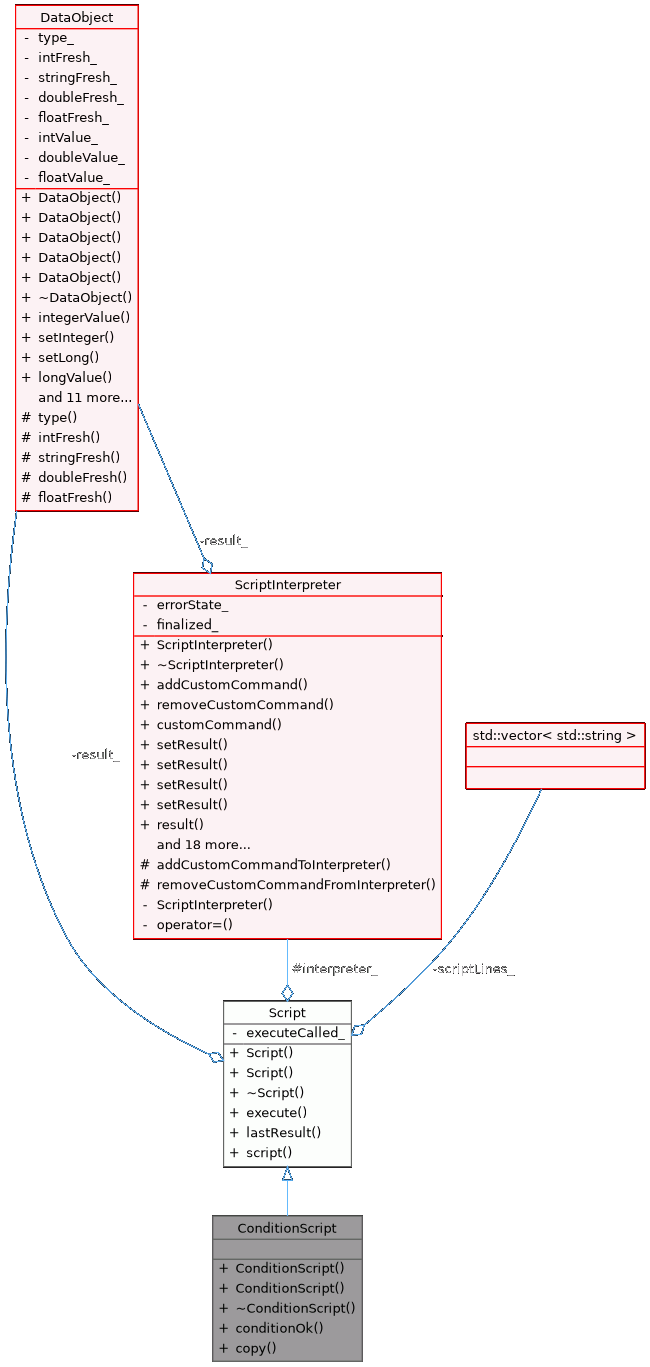 DataObject
- type_
- intFresh_
- stringFresh_
- doubleFresh_
- floatFresh_
- intValue_
- doubleValue_
- floatValue_
+ DataObject()
+ DataObject()
+ DataObject()
+ DataObject()
+ DataObject()
+ ~DataObject()
+ integerValue()
+ setInteger()
+ setLong()
+ longValue()
and 11 more...
# type()
# intFresh()
# stringFresh()
# doubleFresh()
# floatFresh()
-result_
ScriptInterpreter
- errorState_
- finalized_
+ ScriptInterpreter()
+ ~ScriptInterpreter()
+ addCustomCommand()
+ removeCustomCommand()
+ customCommand()
+ setResult()
+ setResult()
+ setResult()
+ setResult()
+ result()
and 18 more...
# addCustomCommandToInterpreter()
# removeCustomCommandFromInterpreter()
- ScriptInterpreter()
- operator=()
std::vector< std::string >
-result_
#interpreter_
-scriptLines_
Script
- executeCalled_
+ Script()
+ Script()
+ ~Script()
+ execute()
+ lastResult()
+ script()
ConditionScript
+ ConditionScript()
+ ConditionScript()
+ ~ConditionScript()
+ conditionOk()
+ copy()